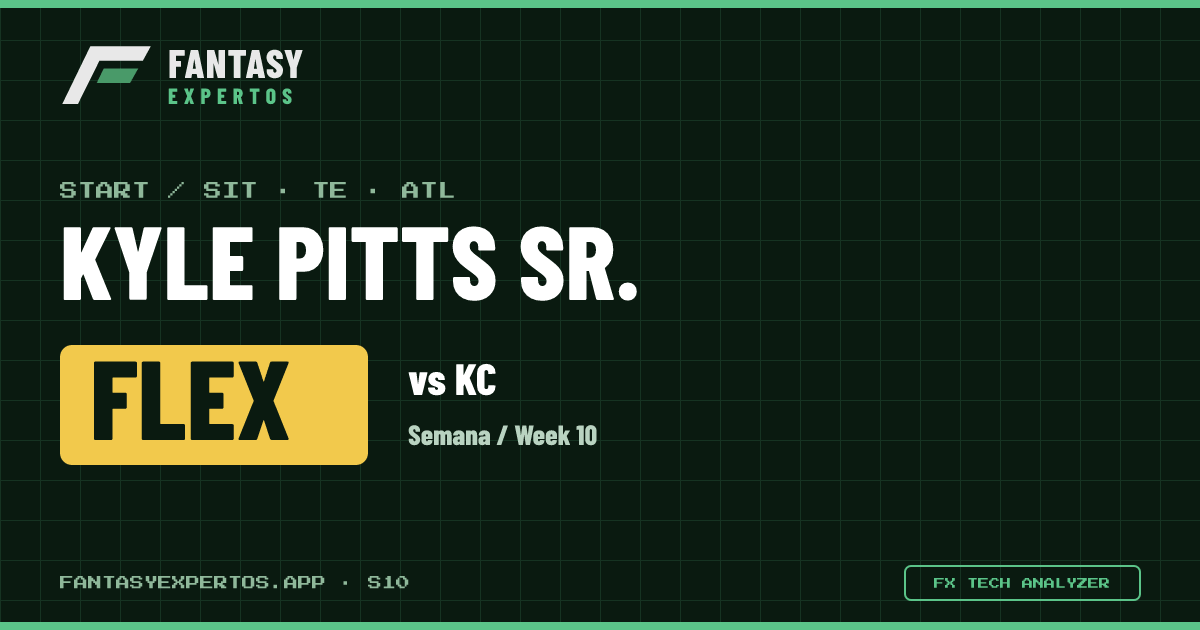 FANTASY
EXPERTOS
START / SIT · TE · ATL
KYLE PITTS SR.
FLEX
vs KC
Semana / Week 10
FANTASYEXPERTOS.APP · S10
FX TECH ANALYZER